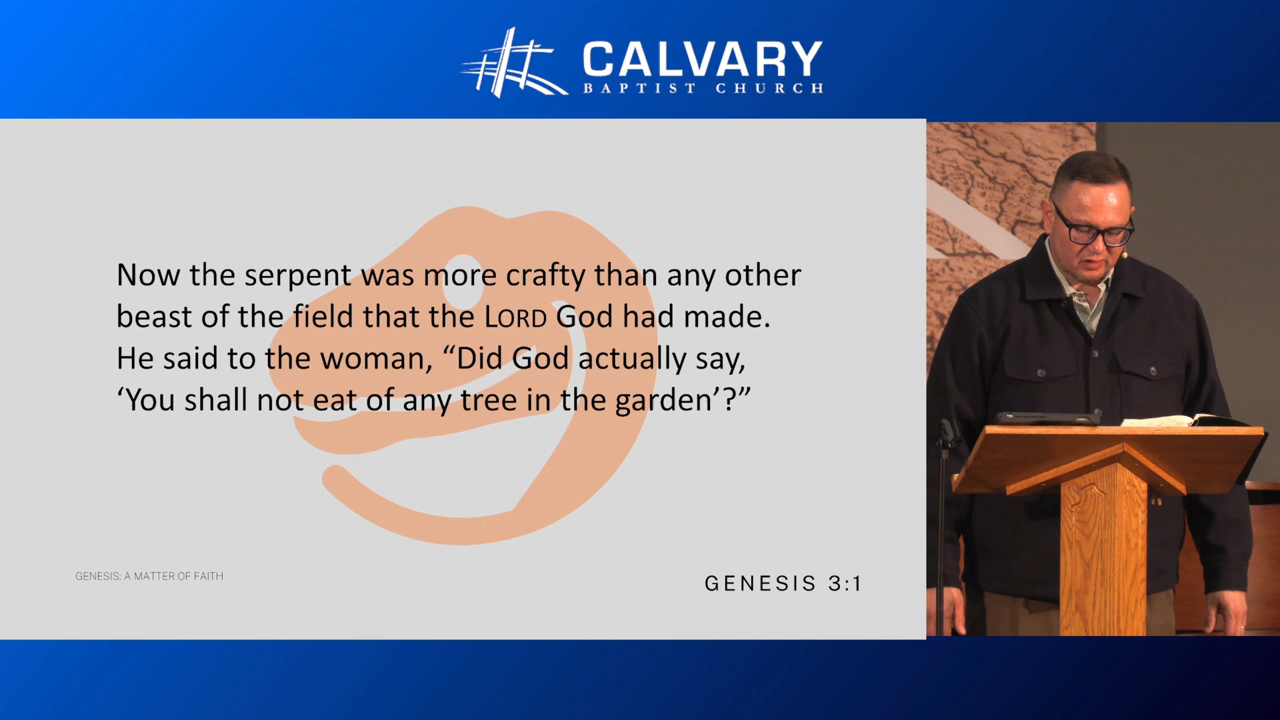 CALVARY
BAPTIST CHURCH
Now the serpent was more crafty than any other
beast of the field that the LORD God had made.
He said to the woman, “Did God actually say,
‘You shall not eat of any tree in the garden’?”
GENESIS: A MATTER OF FAITH
GENESIS 3:1